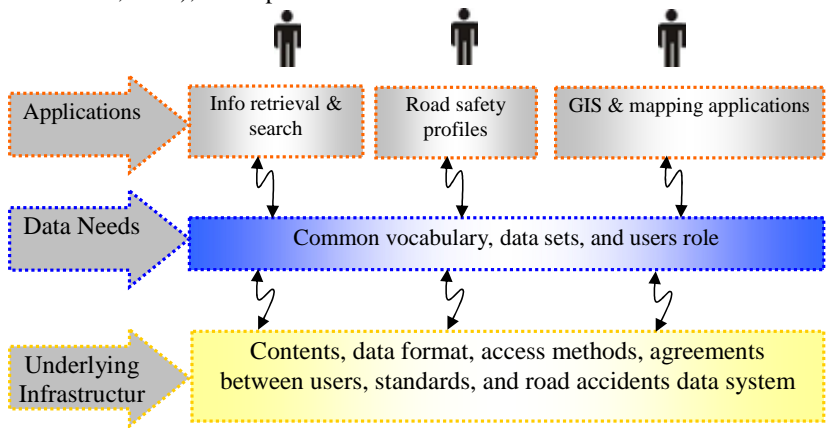 Applications
Info retrieval &
search
Road safety
profiles
GIS & mapping applications
Data Needs
Common vocabulary, data sets, and users role
Underlying
Infrastructur
Contents, data format, access methods, agreements
between users, standards, and road accidents data system